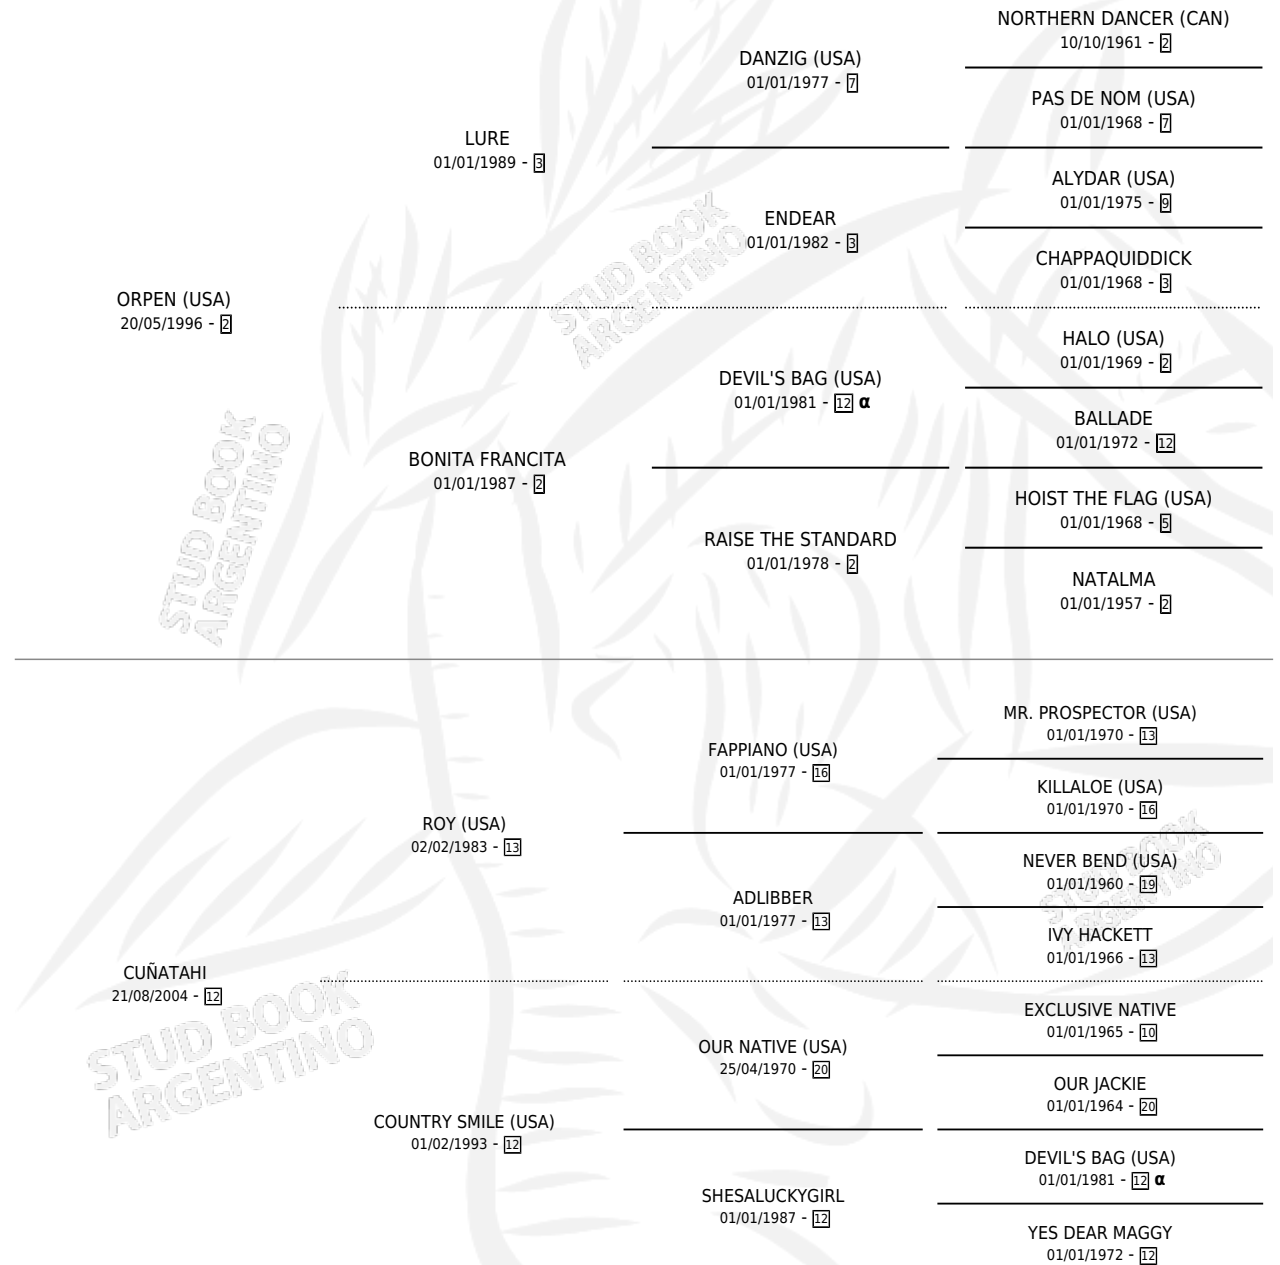 NORTHERN DANCER (CAN)
10/10/1961 - 2
DANZIG (USA)
01/01/1977 - 7
PAS DE NOM (USA)
01/01/1968 - 7
LURE
01/01/1989 - 3
ALYDAR (USA)
01/01/1975 - 9
ENDEAR
01/01/1982 - 3
CHAPPAQUIDDICK
01/01/1968 - 3
ORPEN (USA)
20/05/1996 - 2
HALO (USA)
01/01/1969 - 2
DEVIL'S BAG (USA)
01/01/1981 - 12 α
BALLADE
01/01/1972 - 12
BONITA FRANCITA
01/01/1987 - 2
HOIST THE FLAG (USA)
01/01/1968 - 5
RAISE THE STANDARD
01/01/1978 - 2
NATALMA
01/01/1957 - 2
MR. PROSPECTOR (USA)
01/01/1970 - 13
FAPPIANO (USA)
01/01/1977 - 16
KILLALOE (USA)
01/01/1970 - 16
ROY (USA)
02/02/1983 - 13
NEVER BEND (USA)
01/01/1960 - 19
ADLIBBER
01/01/1977 - 13
IVY HACKETT
01/01/1966 - 13
CUÑATAHI
21/08/2004 - 12
EXCLUSIVE NATIVE
01/01/1965 - 10
OUR NATIVE (USA)
25/04/1970 - 20
OUR JACKIE
01/01/1964 - 20
COUNTRY SMILE (USA)
01/02/1993 - 12
DEVIL'S BAG (USA)
01/01/1981 - 12 α
SHESALUCKYGIRL
01/01/1987 - 12
YES DEAR MAGGY
01/01/1972 - 12
STUD BOOK
ARGENTINO
STUD BOOK
ARGENTINO
STUD BOOK
ARGENTINO
STUD BOOK
ARGENTINO